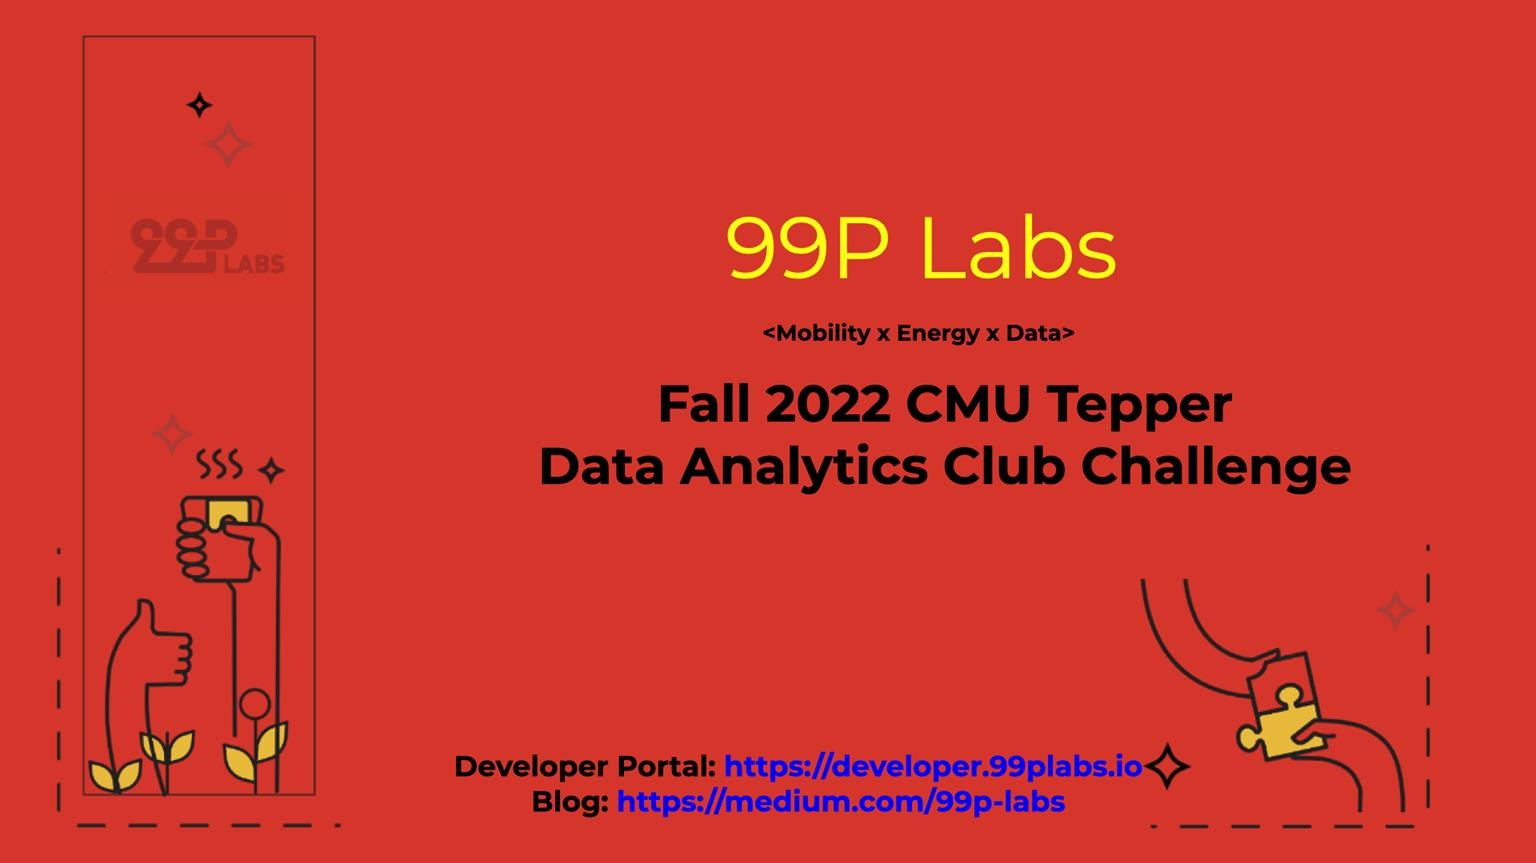 99P LABS
99P Labs
<Mobility x Energy x Data>
Fall 2022 CMU Tepper
Data Analytics Club Challenge
Developer Portal: https://developer.99plabs.io
Blog: https://medium.com/99p-labs